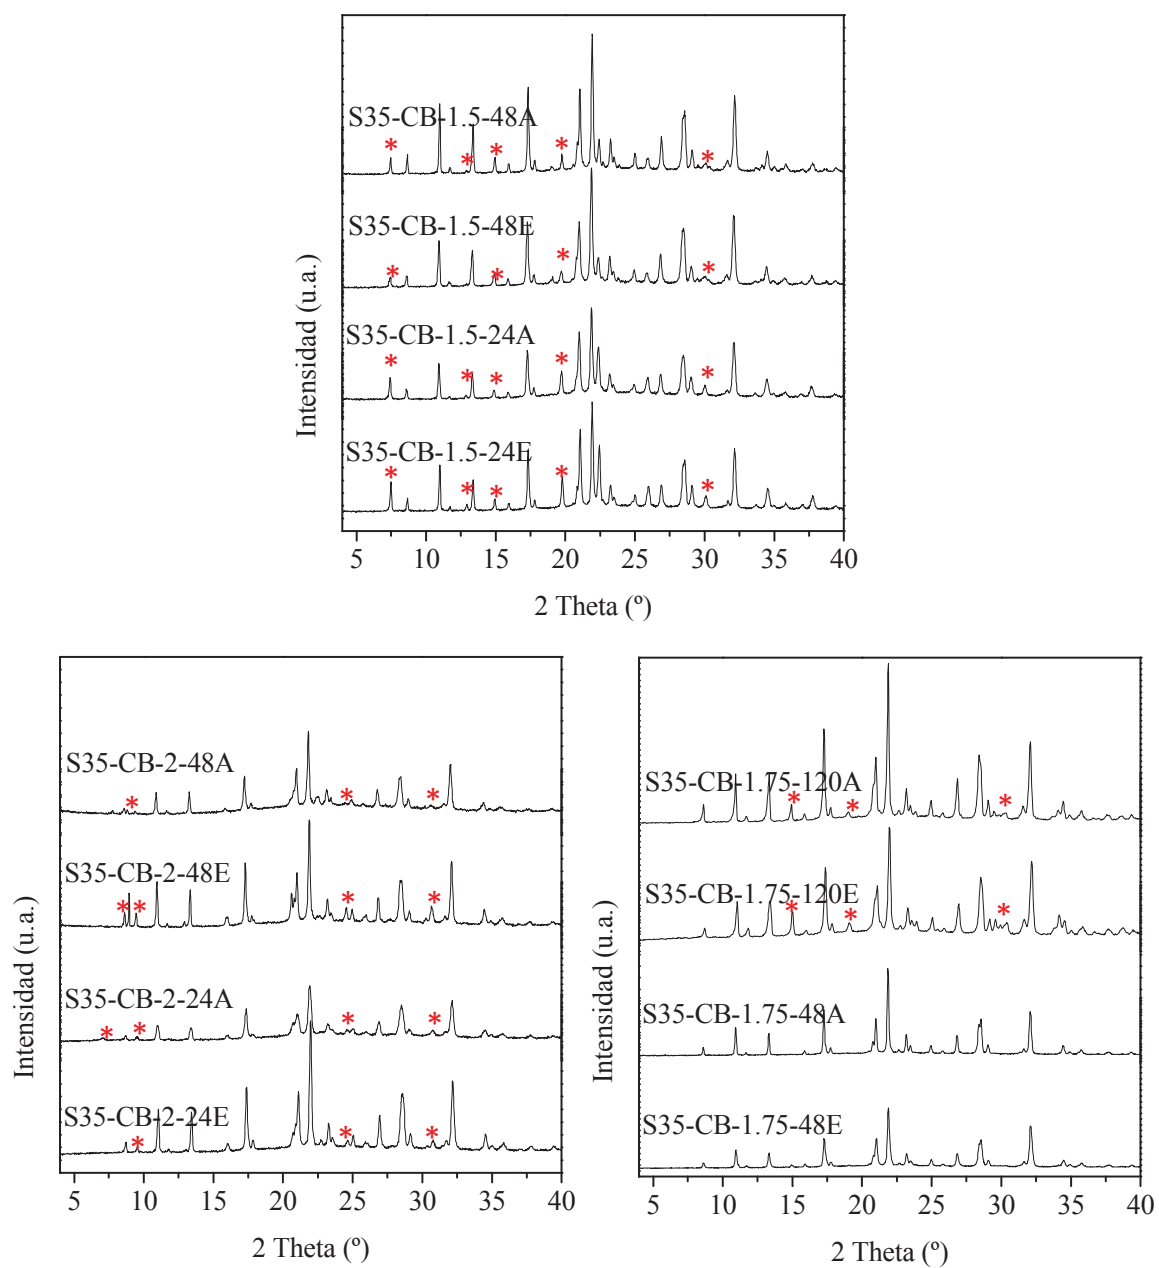 S35-CB-1.5-48A
S35-CB-1.5-48E
S35-CB-1.5-24A
S35-CB-1.5-24E
Intensidad (u.a.)
5 10 15 20 25 30 35 40
2 Theta (º)
S35-CB-2-48A
S35-CB-2-48E
S35-CB-2-24A
S35-CB-2-24E
Intensidad (u.a.)
5 10 15 20 25 30 35 40
2 Theta (º)
S35-CB-1.75-120A
S35-CB-1.75-120E
S35-CB-1.75-48A
S35-CB-1.75-48E
Intensidad (u.a.)
5 10 15 20 25 30 35 40
2 Theta (º)